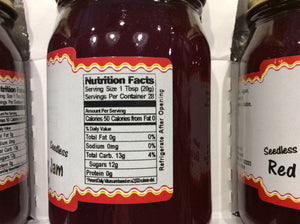 Nutrition Facts
Serving Size 1 Tbsp (20g)
Servings Per Container 28
Amount Per Serving
Calories 50 Calories from Fat 0
% Daily Value
Total Fat 0g 0%
Sodium 0mg 0%
Total Carb. 13g 4%
Sugars 12g
Protein 0g
Refrigerate After Opening
Seedless
Jam
Seedless
Red